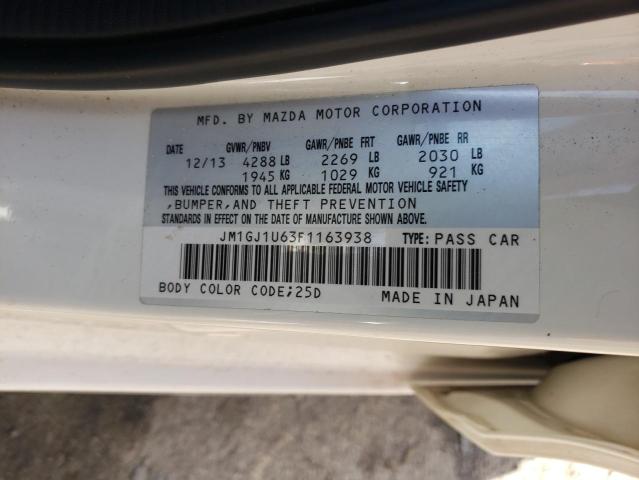 MFD. BY MAZDA MOTOR CORPORATION
DATE GVWR/PNBV GAWR/PNBE FRT GAWR/PNBE RR
12/13 4288 LB 2269 LB 2030 LB
1945 KG 1029 KG 921 KG
THIS VEHICLE CONFORMS TO ALL APPLICABLE FEDERAL MOTOR VEHICLE SAFETY
,BUMPER,AND THEFT PREVENTION
STANDARDS IN EFFECT ON THE DATE OF MANUFACTURE SHOWN ABOVE.
JM1GJ1U63E1163938 TYPE: PASS CAR
BODY COLOR CODE;25D MADE IN JAPAN